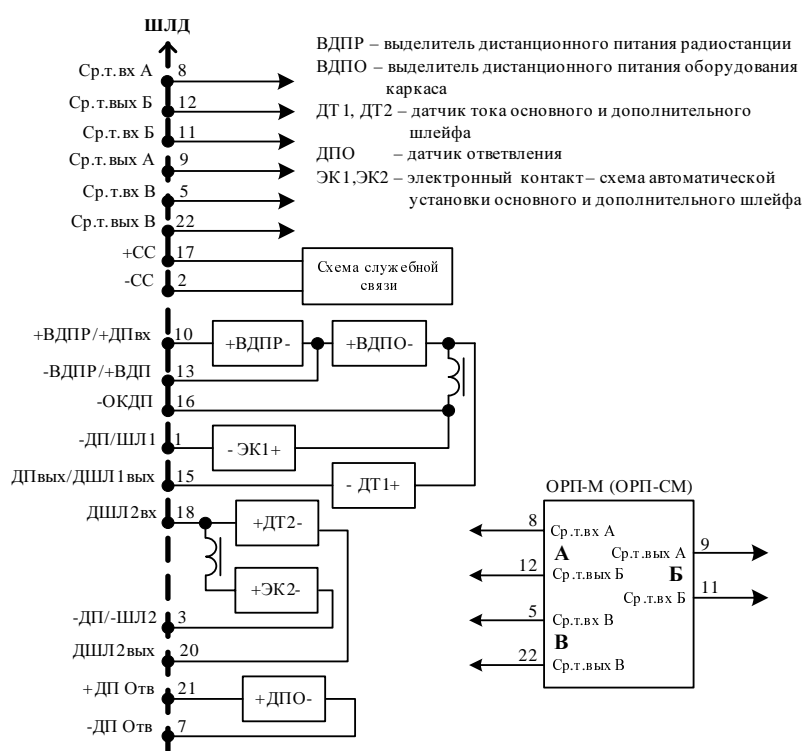 ШЛД
ВДПР – выделитель дистанционного питания радиостанции
ВДПО – выделитель дистанционного питания оборудования
каркаса
ДТ1, ДТ2 – датчик тока основного и дополнительного
шлейфа
ДПО – датчик ответвления
ЭК1,ЭК2 – электронный контакт– схема автоматической
установки основного и дополнительного шлейфа
Ср.т.вх А 8
Ср.т.вых Б 12
Ср.т.вх Б 11
Ср.т.вых А 9
Ср.т.вх В 5
Ср.т.вых В 22
+СС 17
-СС 2
Схема служебной
связи
+ВДПР/+ДПвх 10 +ВДПР- +ВДПО-
-ВДПР/+ВДП 13
-ОКДП 16
-ДП/ШЛ1 1 - ЭК1+
ДПвых/ДШЛ1вых 15 - ДТ1+
ДШЛ2вх 18 +ДТ2-
+ЭК2-
-ДП/-ШЛ2 3
ДШЛ2вых 20
+ДП Отв 21 +ДПО-
-ДП Отв 7
ОРП-М (ОРП-СМ)
8 Ср.т.вх А
А Ср.т.вых А 9
12 Ср.т.вых Б Б
Ср.т.вх Б 11
5 Ср.т.вх В
В
22 Ср.т.вых В